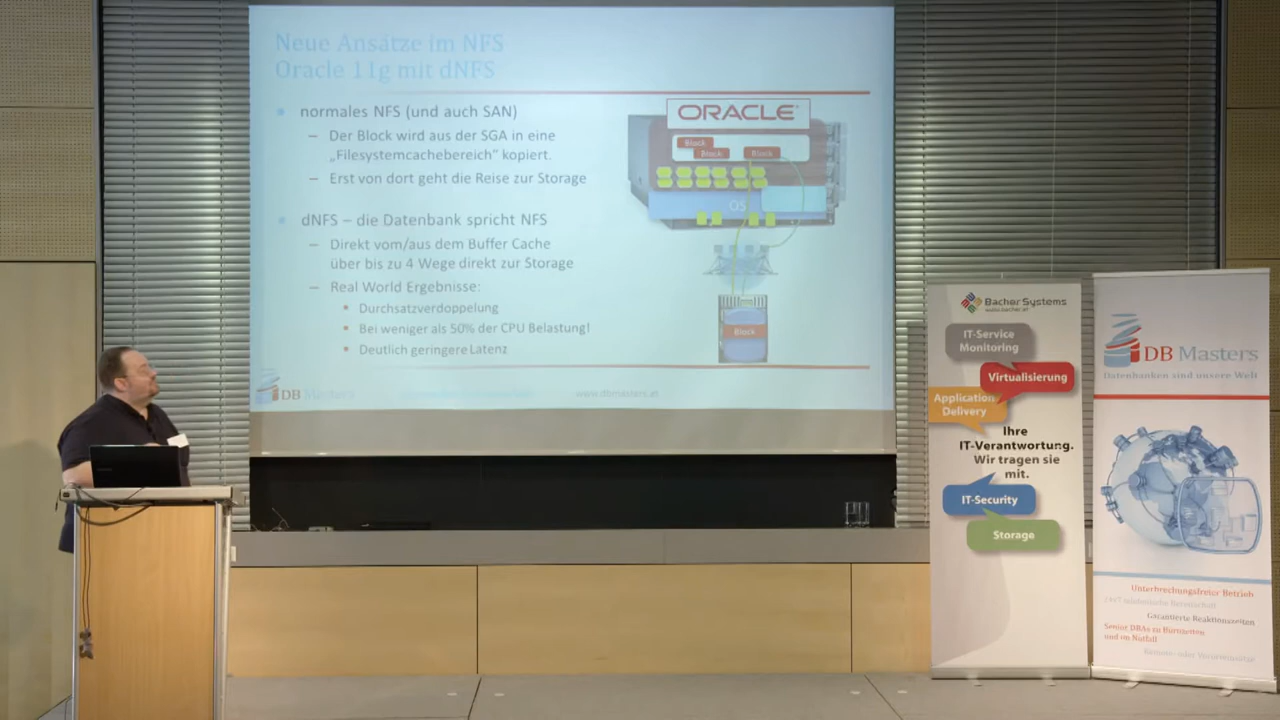 Neue Ansätze im NFS
Oracle 11g mit dNFS
• normales NFS (und auch SAN)
– Der Block wird aus der SGA in eine
„Filesystemcachebereich" kopiert.
– Erst von dort geht die Reise zur Storage
• dNFS – die Datenbank spricht NFS
– Direkt vom/aus dem Buffer Cache
über bis zu 4 Wege direkt zur Storage
– Real World Ergebnisse:
• Durchsatzverdoppelung
• Bei weniger als 50% der CPU Belastung!
• Deutlich geringere Latenz
ORACLE
Block
Block
Block
OS
Block
DB Masters
www.dbmasters.at
Bacher Systems
www.bacher.at
IT-Service
Monitoring
Virtualisierung
Application
Delivery
Ihre
IT-Verantwortung.
Wir tragen sie
mit.
IT-Security
Storage
DB Masters
Datenbanken sind unsere Welt
Unterbrechungsfreier Betrieb
Garantierte Reaktionszeiten
Senior DBAs zu Bürozeiten
und im Notfall